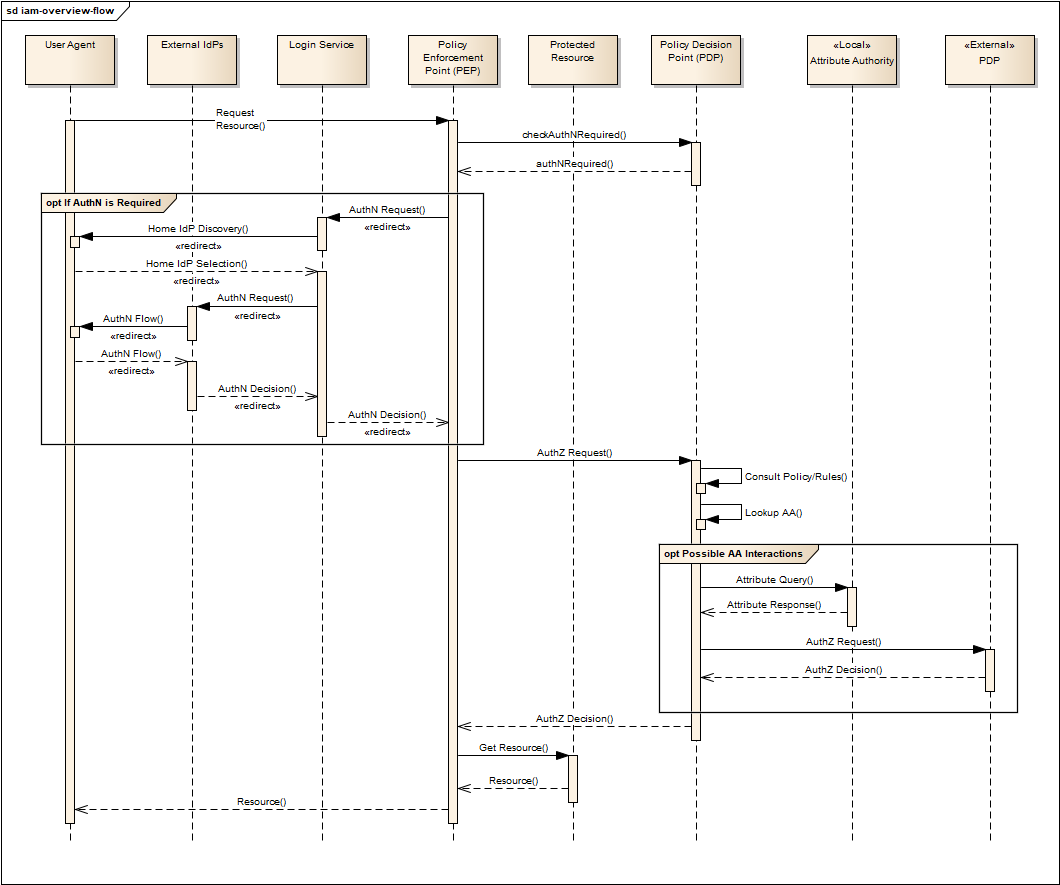 sd iam-overview-flow
User Agent
External IdPs
Login Service
Policy
Enforcement
Point (PEP)
Protected
Resource
Policy Decision
Point (PDP)
«Local»
Attribute Authority
«External»
PDP
Request
Resource()
checkAuthNRequired()
authNRequired()
opt If AuthN is Required
AuthN Request()
«redirect»
Home IdP Discovery()
«redirect»
Home IdP Selection()
«redirect»
AuthN Request()
«redirect»
AuthN Flow()
«redirect»
AuthN Flow()
«redirect»
AuthN Decision()
«redirect»
AuthN Decision()
«redirect»
AuthZ Request()
Consult Policy/Rules()
Lookup AA()
opt Possible AA Interactions
Attribute Query()
Attribute Response()
AuthZ Request()
AuthZ Decision()
AuthZ Decision()
Get Resource()
Resource()
Resource()